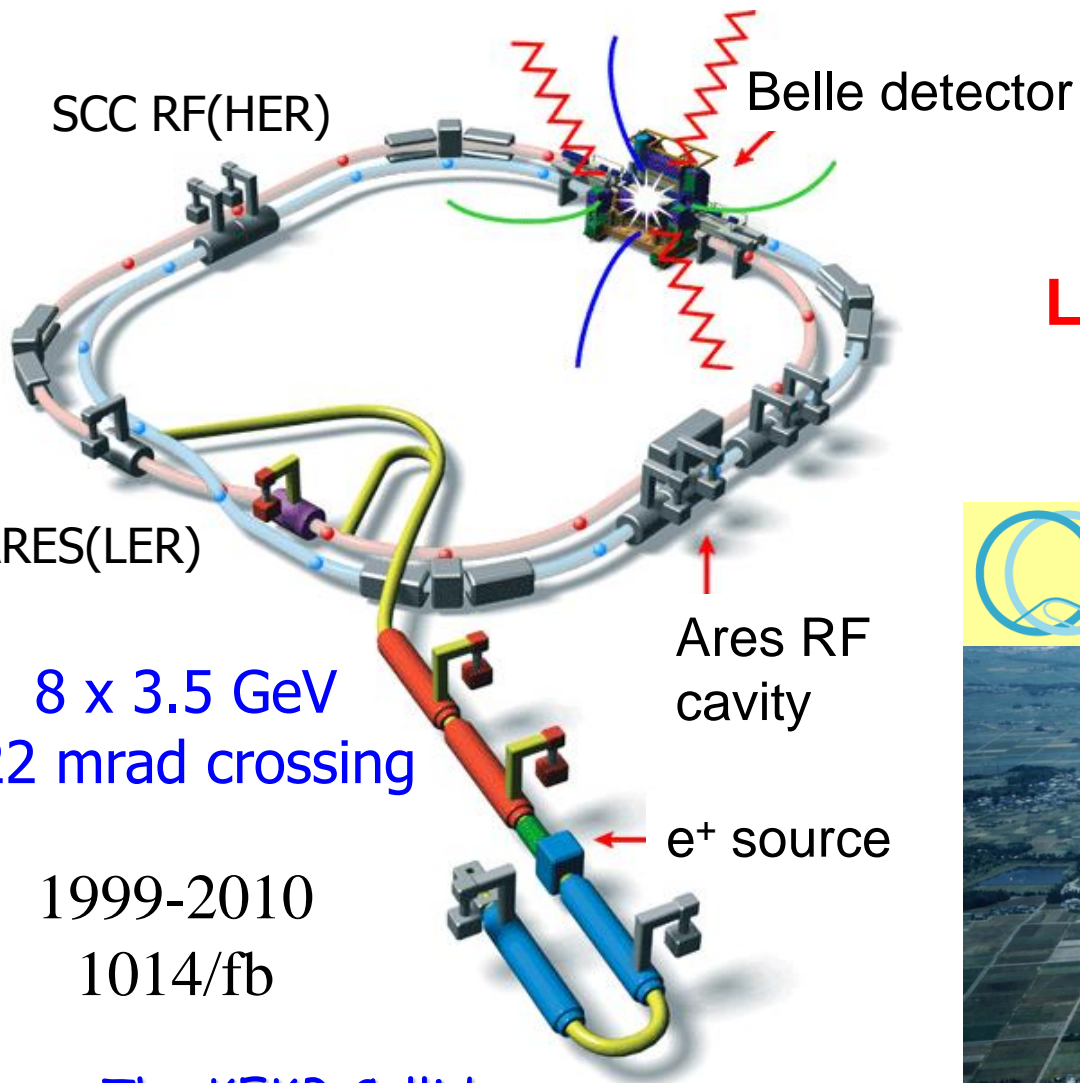 Belle detector
SCC RF(HER)
L
RES(LER)
Ares RF
cavity
8 x 3.5 GeV
22 mrad crossing
e⁺ source
1999-2010
1014/fb